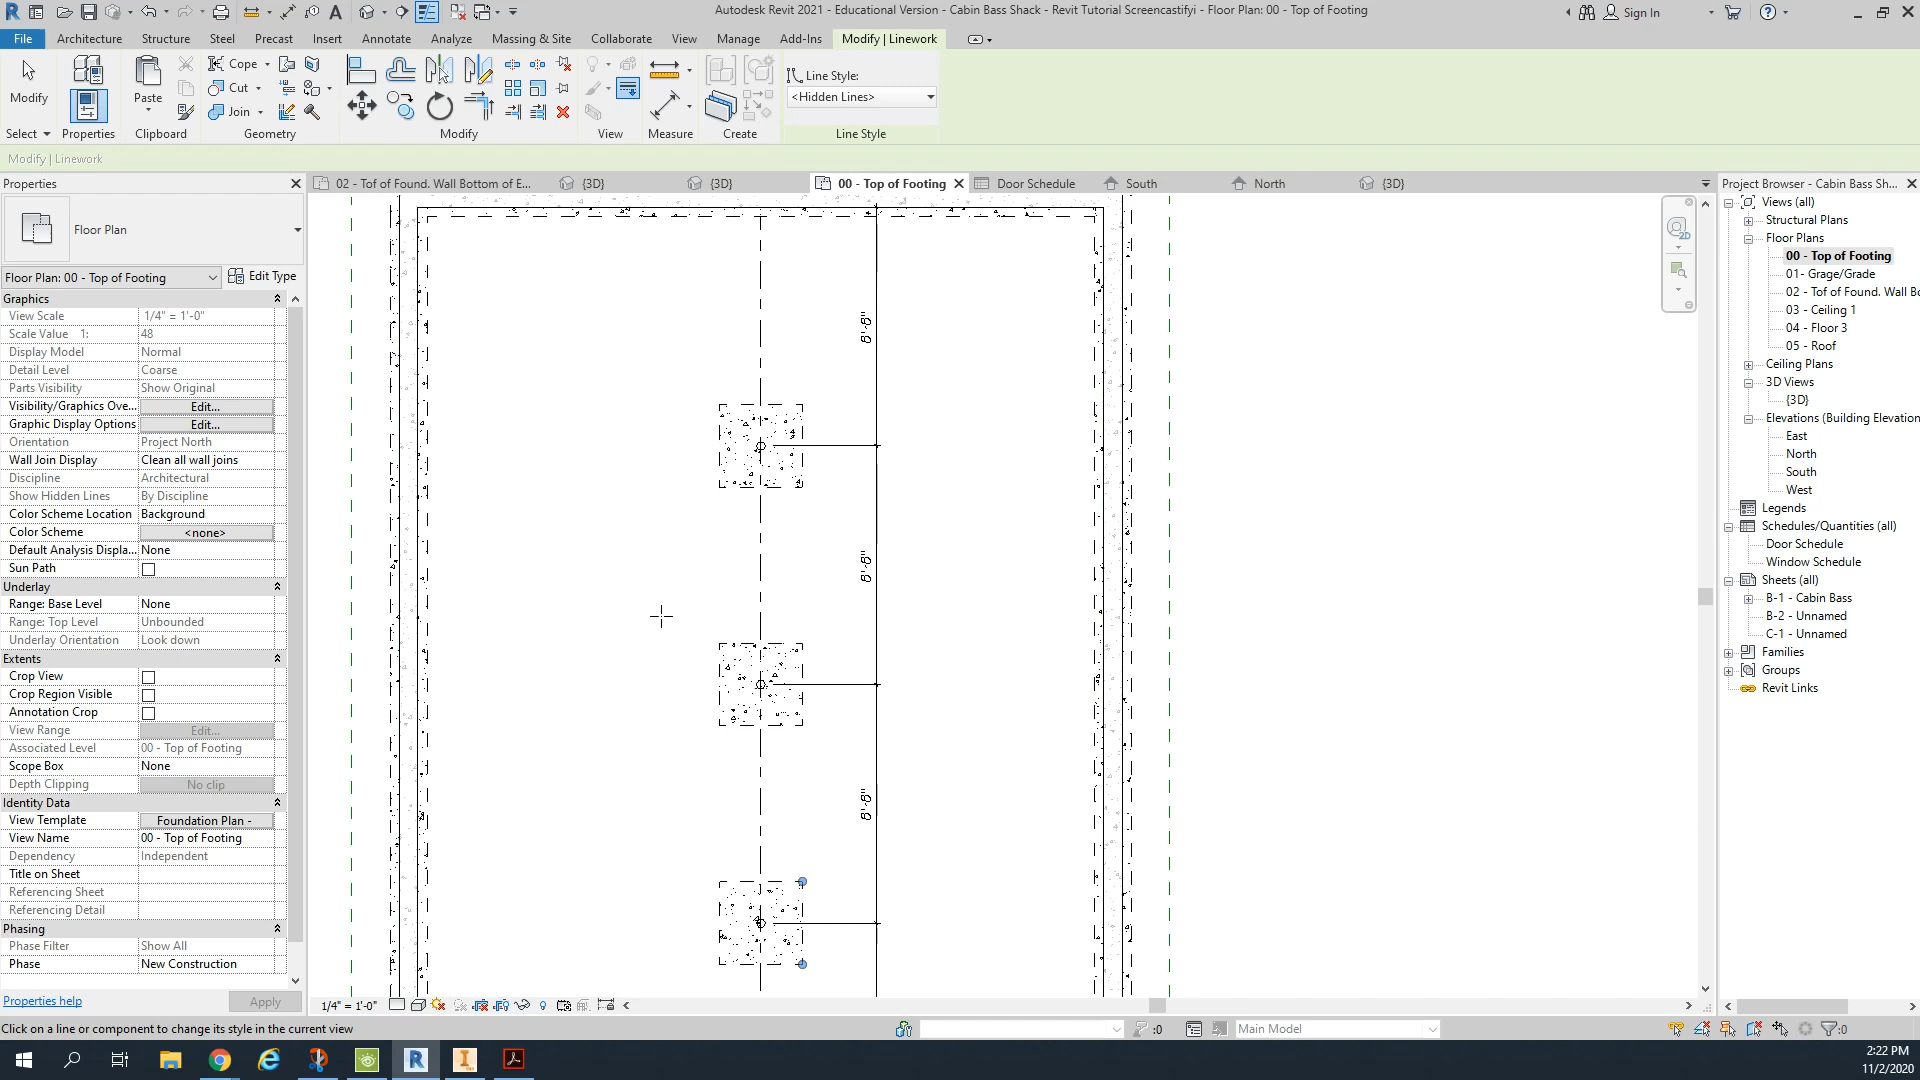 Autodesk Revit 2021 - Educational Version - Cabin Bass Shack - Revit Tutorial Screencastifyi - Floor Plan: 00 - Top of Footing
Sign In
File Architecture Structure Steel Precast Insert Annotate Analyze Massing & Site Collaborate View Manage Add-Ins Modify | Linework
Modify
Paste
Cope
Cut
Join
Line Style:
<Hidden Lines>
Select Properties Clipboard Geometry Modify View Measure Create Line Style
Modify | Linework
Properties
Floor Plan
Floor Plan: 00 - Top of Footing
Edit Type
Graphics
View Scale 1/4" = 1'-0"
Scale Value 1: 48
Display Model Normal
Detail Level Coarse
Parts Visibility Show Original
Visibility/Graphics Ove... Edit...
Graphic Display Options Edit...
Orientation Project North
Wall Join Display Clean all wall joins
Discipline Architectural
Show Hidden Lines By Discipline
Color Scheme Location Background
Color Scheme <none>
Default Analysis Displa... None
Sun Path
Underlay
Range: Base Level None
Range: Top Level Unbounded
Underlay Orientation Look down
Extents
Crop View
Crop Region Visible
Annotation Crop
View Range Edit...
Associated Level 00 - Top of Footing
Scope Box None
Depth Clipping No clip
Identity Data
View Template Foundation Plan -
View Name 00 - Top of Footing
Dependency Independent
Title on Sheet
Referencing Sheet
Referencing Detail
Phasing
Phase Filter Show All
Phase New Construction
Properties help
Apply
02 - Tof of Found. Wall Bottom of E... {3D} {3D} 00 - Top of Footing Door Schedule South North {3D}
2D
8'-8"
8'-8"
8'-8"
1/4" = 1'-0"
Project Browser - Cabin Bass Sh...
Views (all)
Structural Plans
Floor Plans
00 - Top of Footing
01- Grage/Grade
02 - Tof of Found. Wall Bo
03 - Ceiling 1
04 - Floor 3
05 - Roof
Ceiling Plans
3D Views
{3D}
Elevations (Building Elevation
East
North
South
West
Legends
Schedules/Quantities (all)
Door Schedule
Window Schedule
Sheets (all)
B-1 - Cabin Bass
B-2 - Unnamed
C-1 - Unnamed
Families
Groups
Revit Links
Click on a line or component to change its style in the current view
:0
Main Model
:0
2:22 PM
11/2/2020